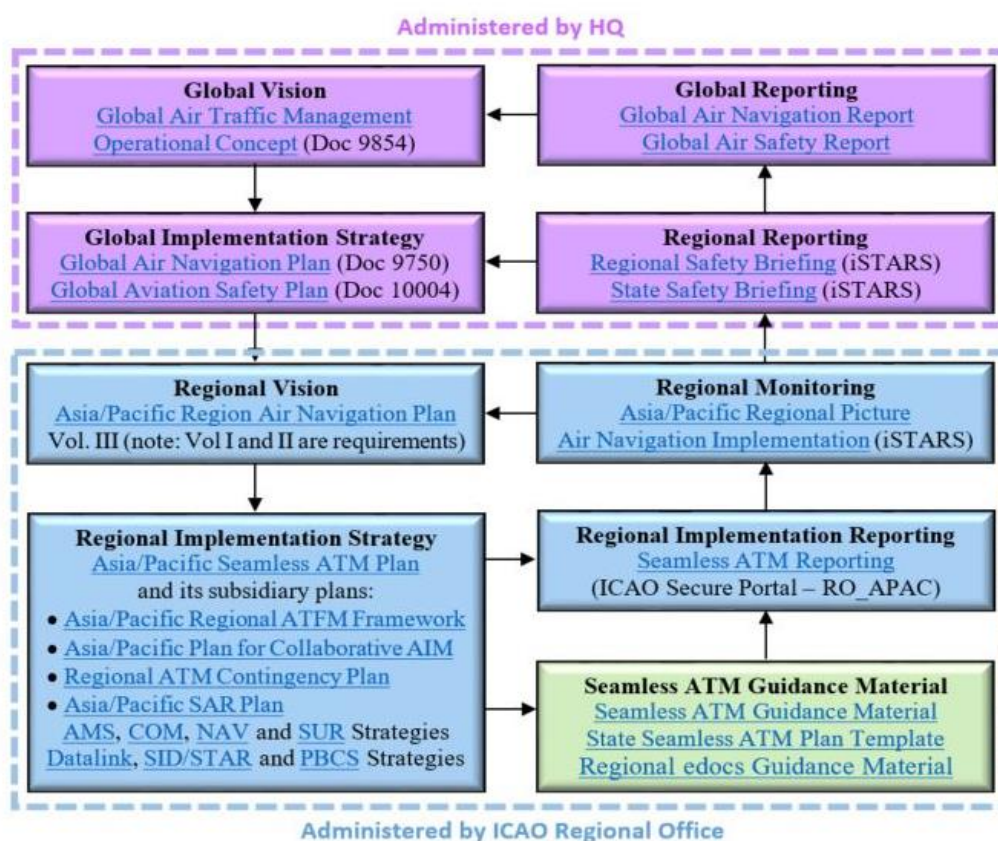 Administered by HQ
Global Vision
Global Air Traffic Management
Operational Concept (Doc 9854)
Global Reporting
Global Air Navigation Report
Global Air Safety Report
Global Implementation Strategy
Global Air Navigation Plan (Doc 9750)
Global Aviation Safety Plan (Doc 10004)
Regional Reporting
Regional Safety Briefing (iSTARS)
State Safety Briefing (iSTARS)
Regional Vision
Asia/Pacific Region Air Navigation Plan
Vol. III (note: Vol I and II are requirements)
Regional Monitoring
Asia/Pacific Regional Picture
Air Navigation Implementation (iSTARS)
Regional Implementation Strategy
Asia/Pacific Seamless ATM Plan
and its subsidiary plans:
• Asia/Pacific Regional ATFM Framework
• Asia/Pacific Plan for Collaborative AIM
• Regional ATM Contingency Plan
• Asia/Pacific SAR Plan
AMS, COM, NAV and SUR Strategies
Datalink, SID/STAR and PBCS Strategies
Regional Implementation Reporting
Seamless ATM Reporting
(ICAO Secure Portal – RO_APAC)
Seamless ATM Guidance Material
Seamless ATM Guidance Material
State Seamless ATM Plan Template
Regional edocs Guidance Material
Administered by ICAO Regional Office